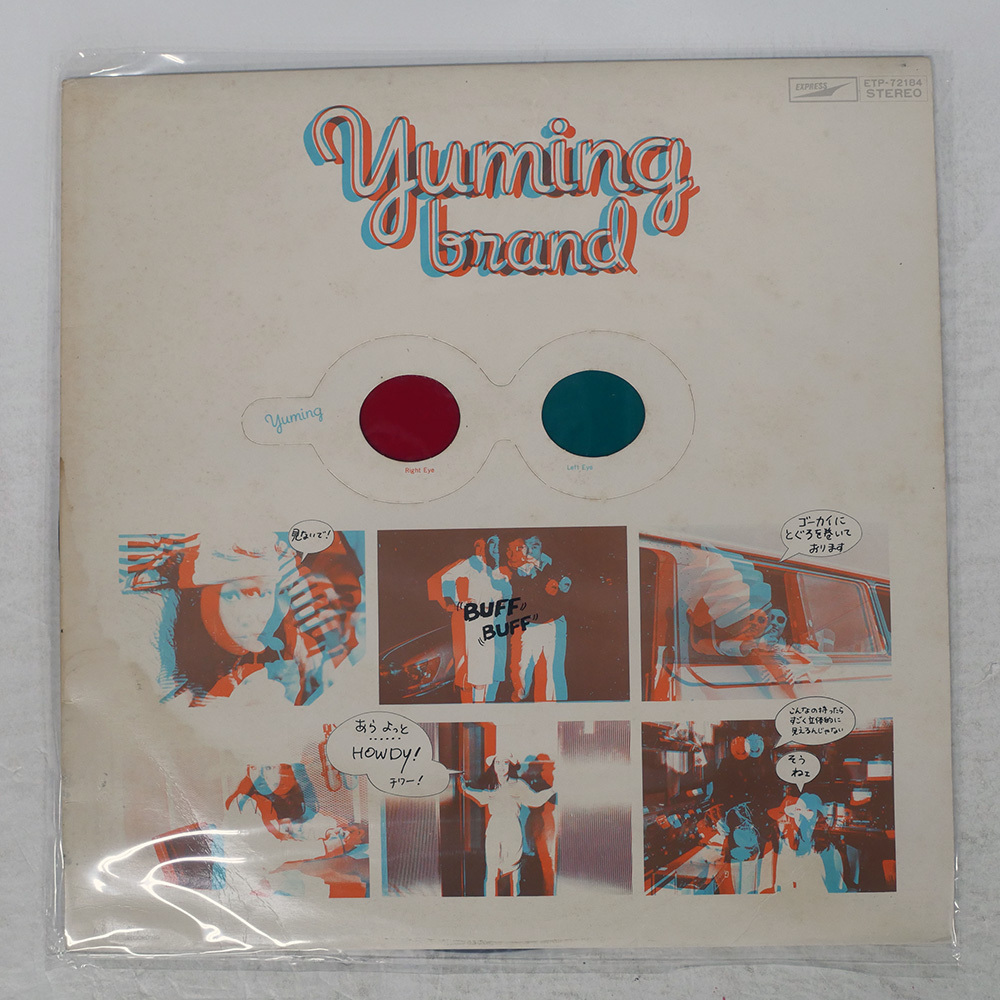 EXPRESS
ETP-72184
STEREO
Yuming
brand
Yuming
Right Eye
Left Eye
見ないで!
"BUFF"
"BUFF"
ゴーカイに
とぐろを巻いて
おります
あら よっと
......
HOWDY!
チワー!
こんなの持ったら
すごく立体的に
見えるんじゃない
そう
ねェ